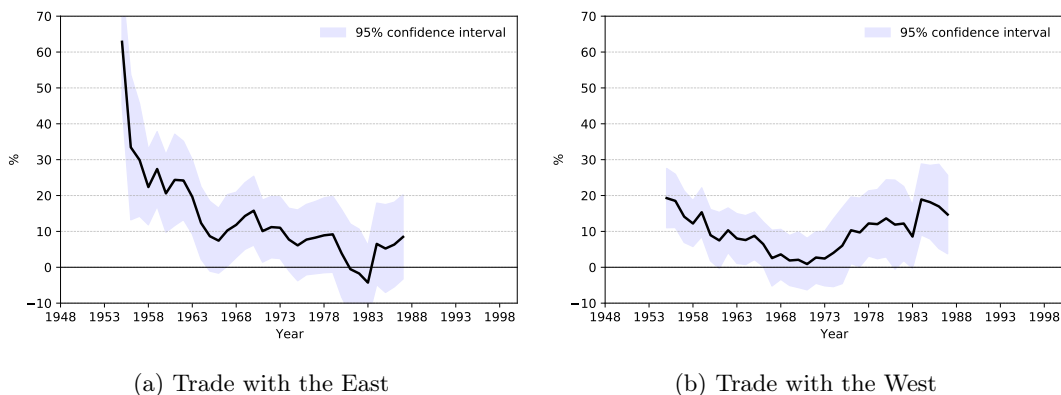 70
60
50
40
30
20
10
0
−10
%
1948 1953 1958 1963 1968 1973 1978 1983 1988 1993 1998
Year
95% confidence interval
(a) Trade with the East
70
60
50
40
30
20
10
0
−10
%
1948 1953 1958 1963 1968 1973 1978 1983 1988 1993 1998
Year
95% confidence interval
(b) Trade with the West